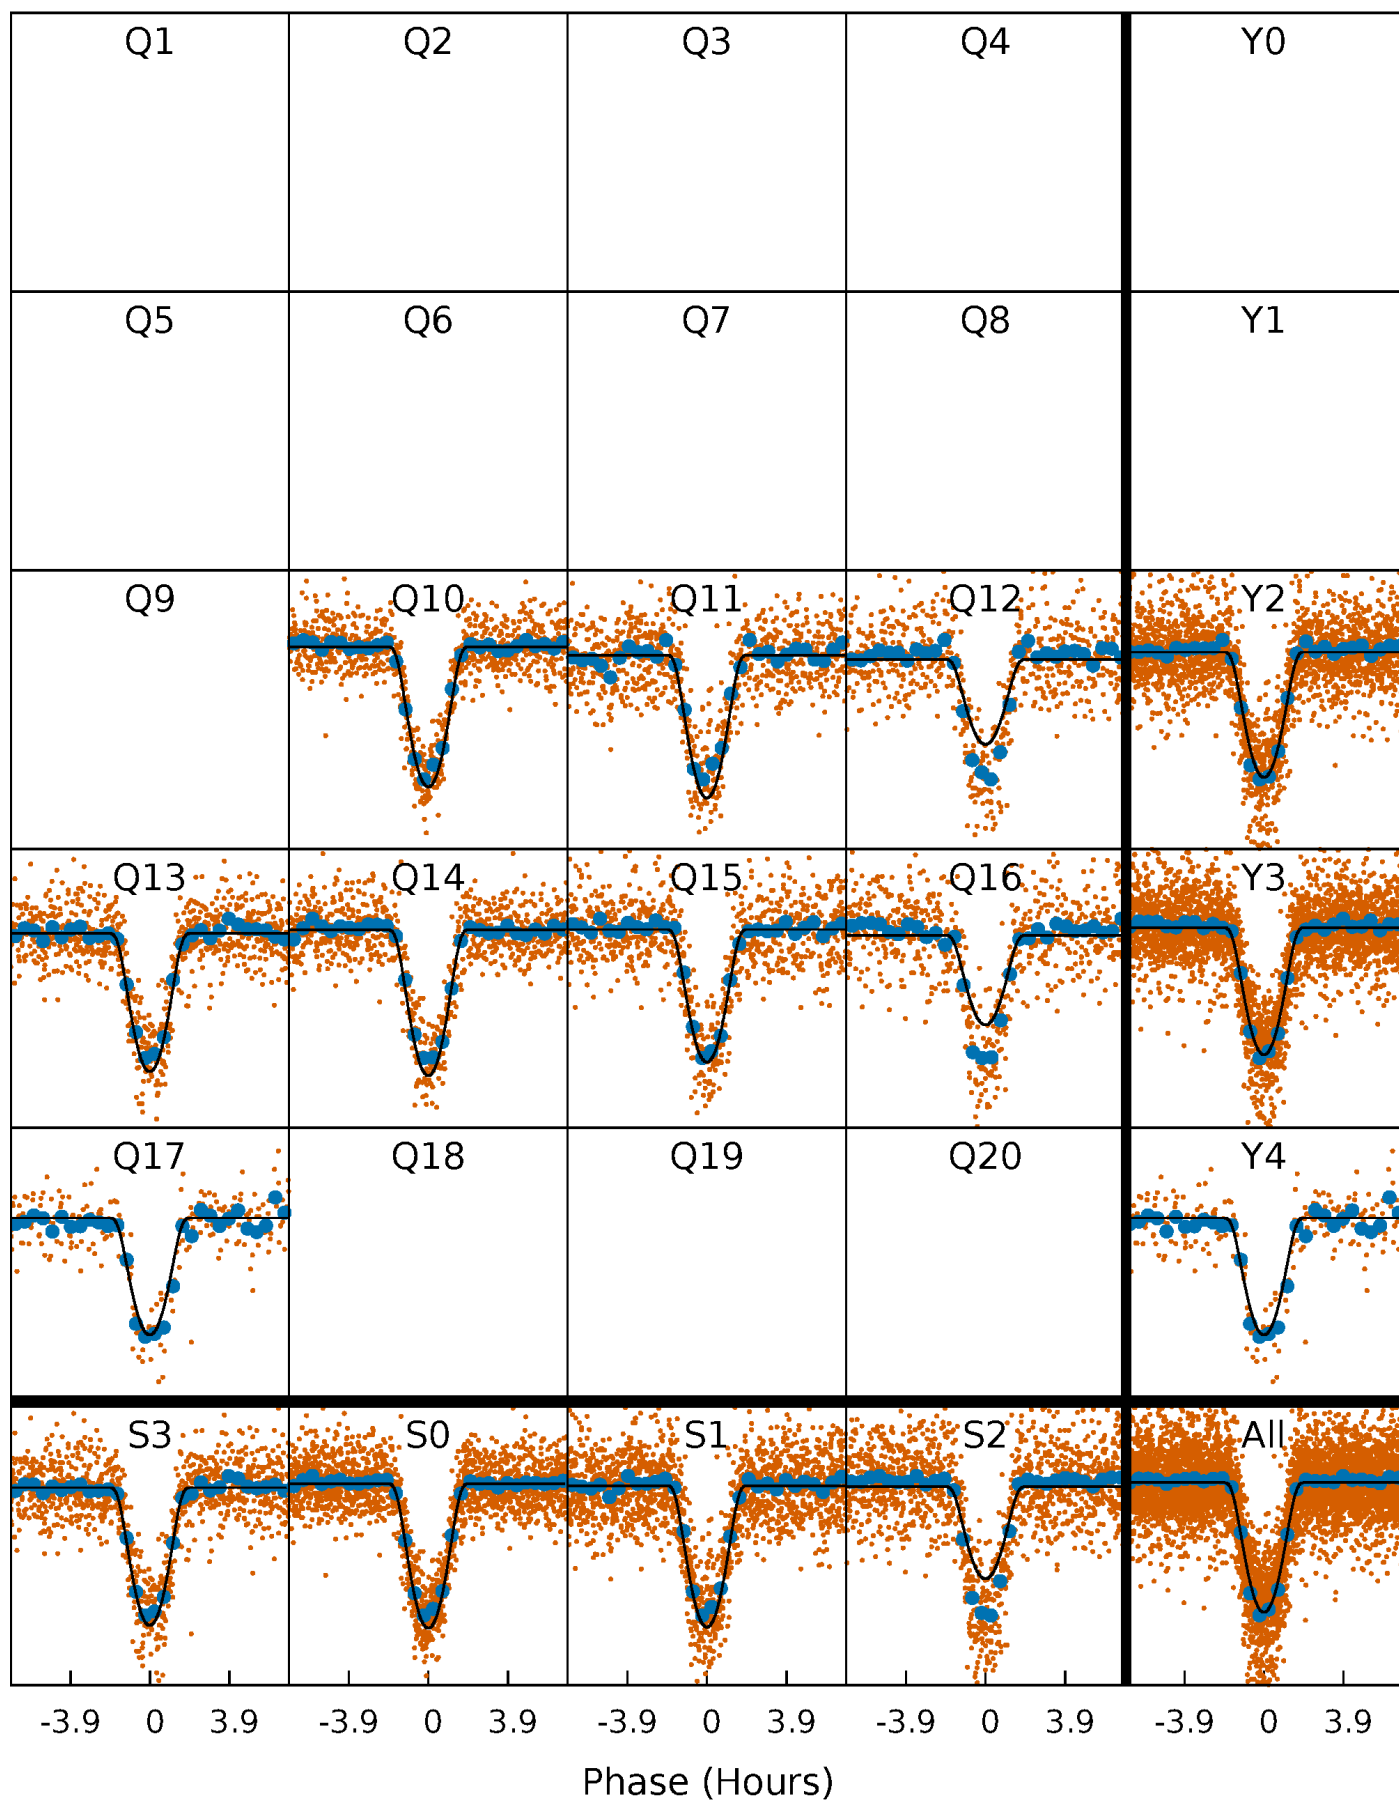 Q1 Q2 Q3 Q4 Y0
Q5 Q6 Q7 Q8 Y1
Q9 Q10 Q11 Q12 Y2
Q13 Q14 Q15 Q16 Y3
Q17 Q18 Q19 Q20 Y4
S3 S0 S1 S2 All
-3.9 0 3.9 -3.9 0 3.9 -3.9 0 3.9 -3.9 0 3.9 -3.9 0 3.9
Phase (Hours)